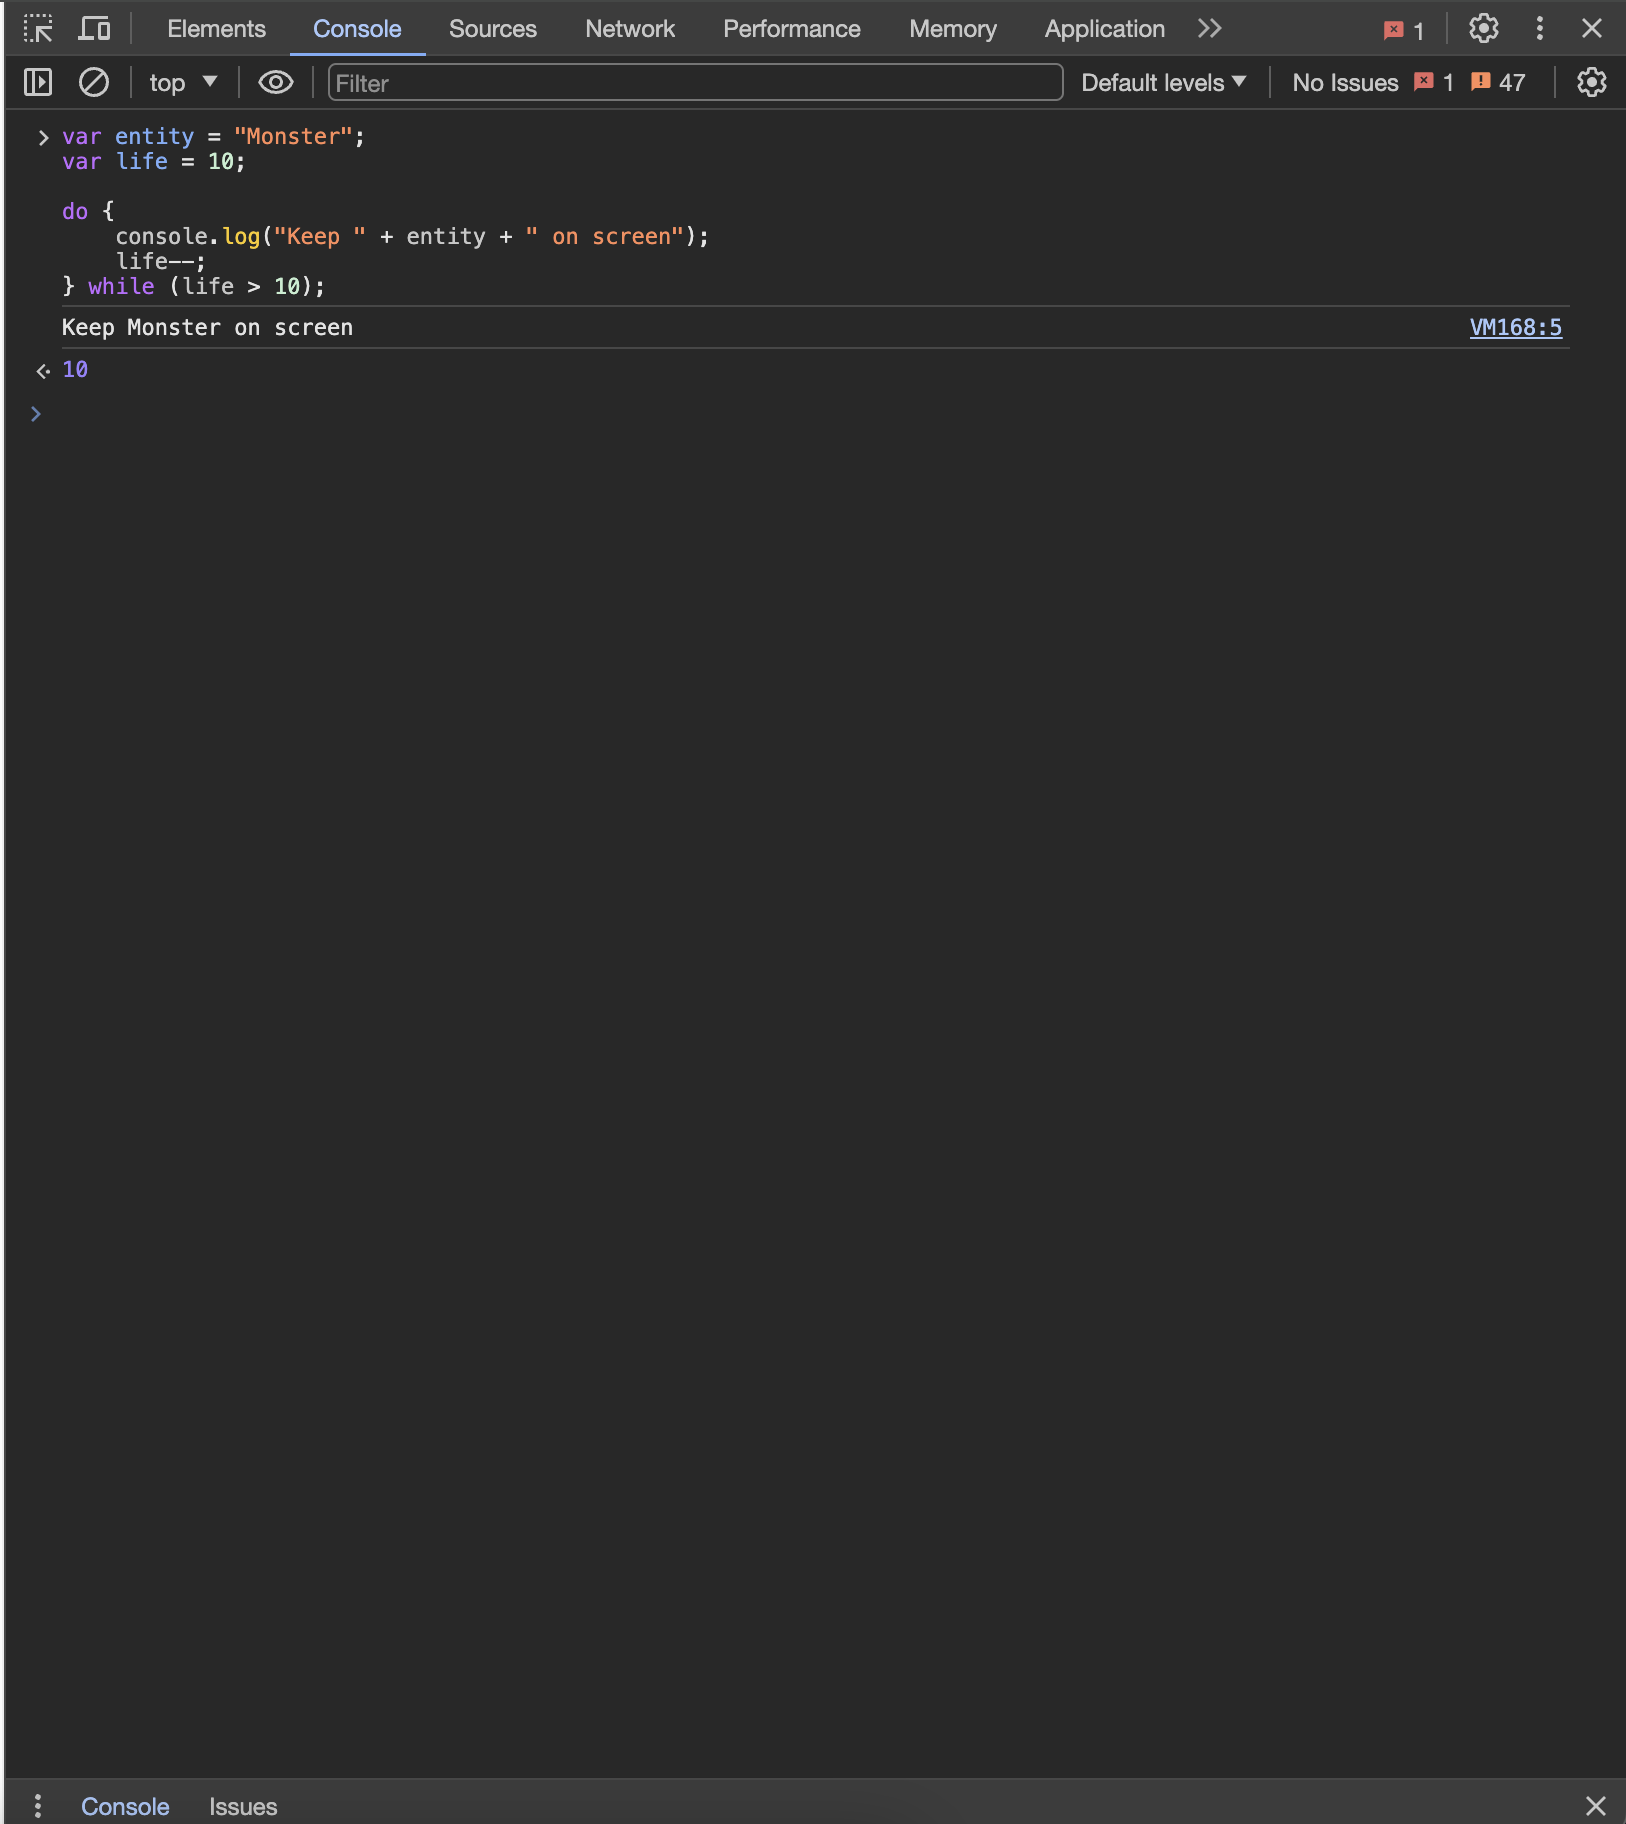 Elements Console Sources Network Performance Memory Application 1
top Filter Default levels No Issues 1 47
var entity = "Monster";
var life = 10;
do {
    console.log("Keep " + entity + " on screen");
    life--;
} while (life > 10);
Keep Monster on screen VM168:5
10
Console Issues